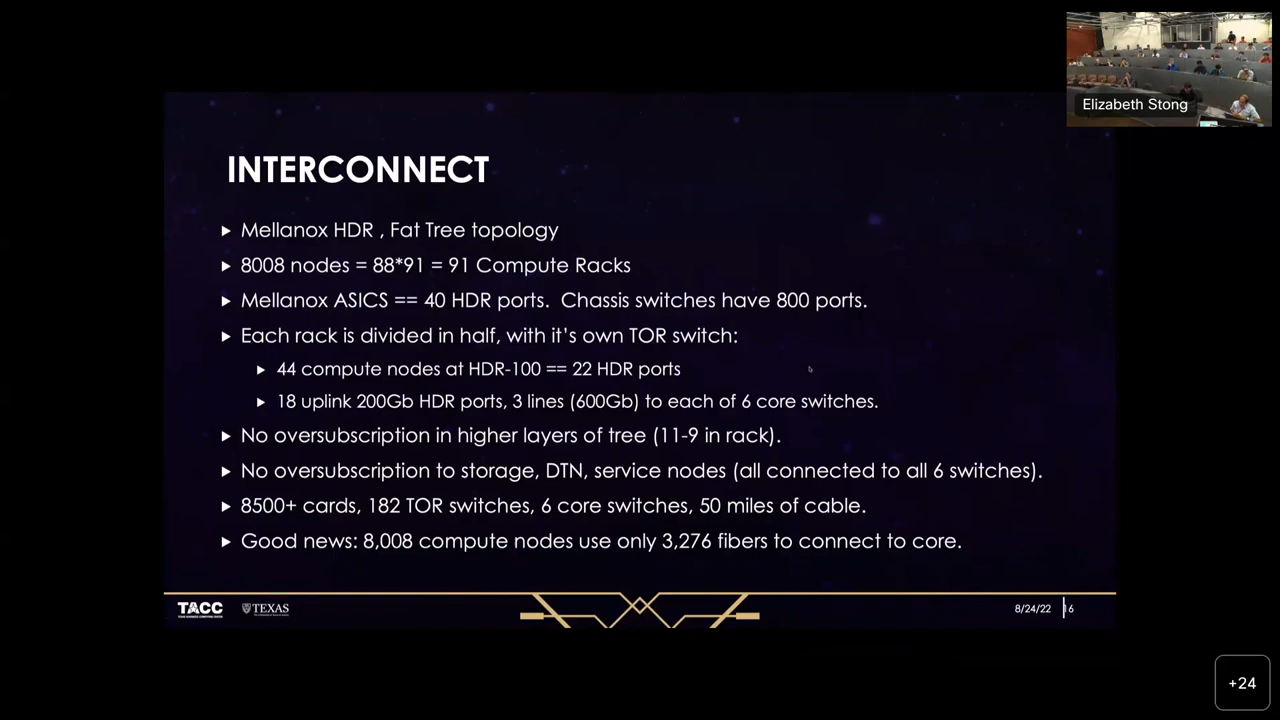 Elizabeth Stong
INTERCONNECT
Mellanox HDR , Fat Tree topology
8008 nodes = 88*91 = 91 Compute Racks
Mellanox ASICS == 40 HDR ports. Chassis switches have 800 ports.
Each rack is divided in half, with it's own TOR switch:
44 compute nodes at HDR-100 == 22 HDR ports
18 uplink 200Gb HDR ports, 3 lines (600Gb) to each of 6 core switches.
No oversubscription in higher layers of tree (11-9 in rack).
No oversubscription to storage, DTN, service nodes (all connected to all 6 switches).
8500+ cards, 182 TOR switches, 6 core switches, 50 miles of cable.
Good news: 8,008 compute nodes use only 3,276 fibers to connect to core.
TACC
TEXAS
8/24/22 16
+24